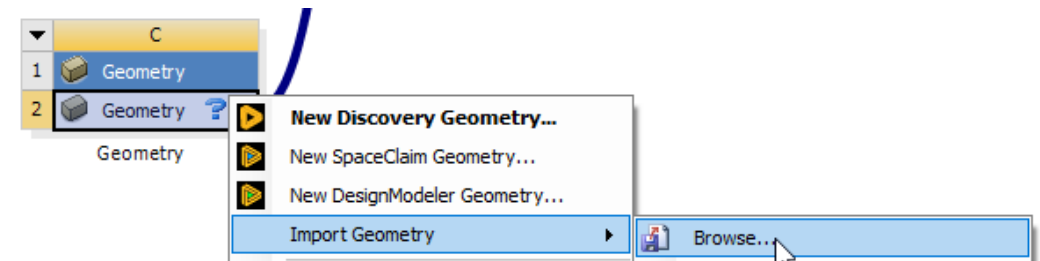 C
1 Geometry
2 Geometry ?
Geometry
New Discovery Geometry...
New SpaceClaim Geometry...
New DesignModeler Geometry...
Import Geometry
Browse...